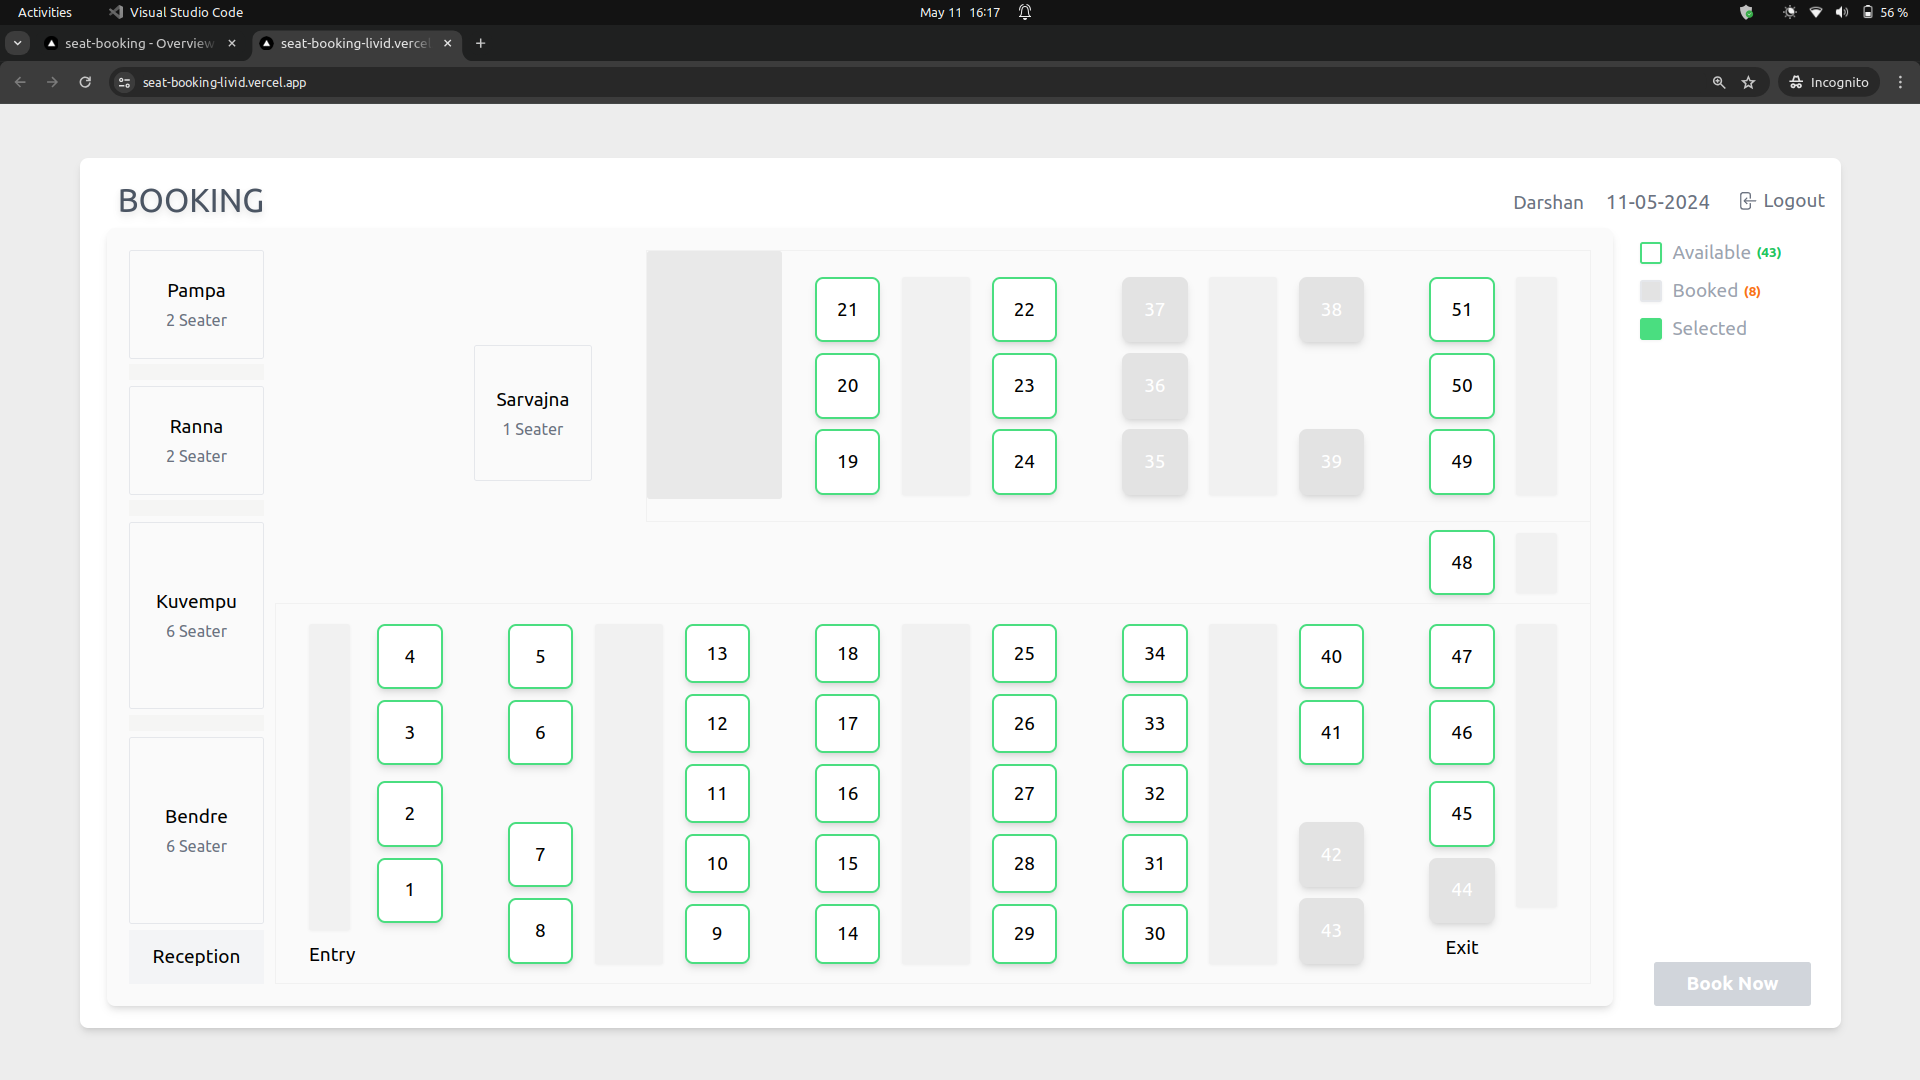 Activities Visual Studio Code May 11 16:17 56 %
seat-booking - Overview seat-booking-livid.verce
seat-booking-livid.vercel.app Incognito
BOOKING
Darshan 11-05-2024 Logout
Available (43)
Booked (8)
Selected
Pampa
2 Seater
Ranna
2 Seater
Kuvempu
6 Seater
Bendre
6 Seater
Reception
Sarvajna
1 Seater
21 22 37 38 51
20 23 36 50
19 24 35 39 49
48
4 5 13 18 25 34 40 47
3 6 12 17 26 33 41 46
11 16 27 32
2 45
7 10 15 28 31 42
1 44
8 9 14 29 30 43
Entry Exit
Book Now